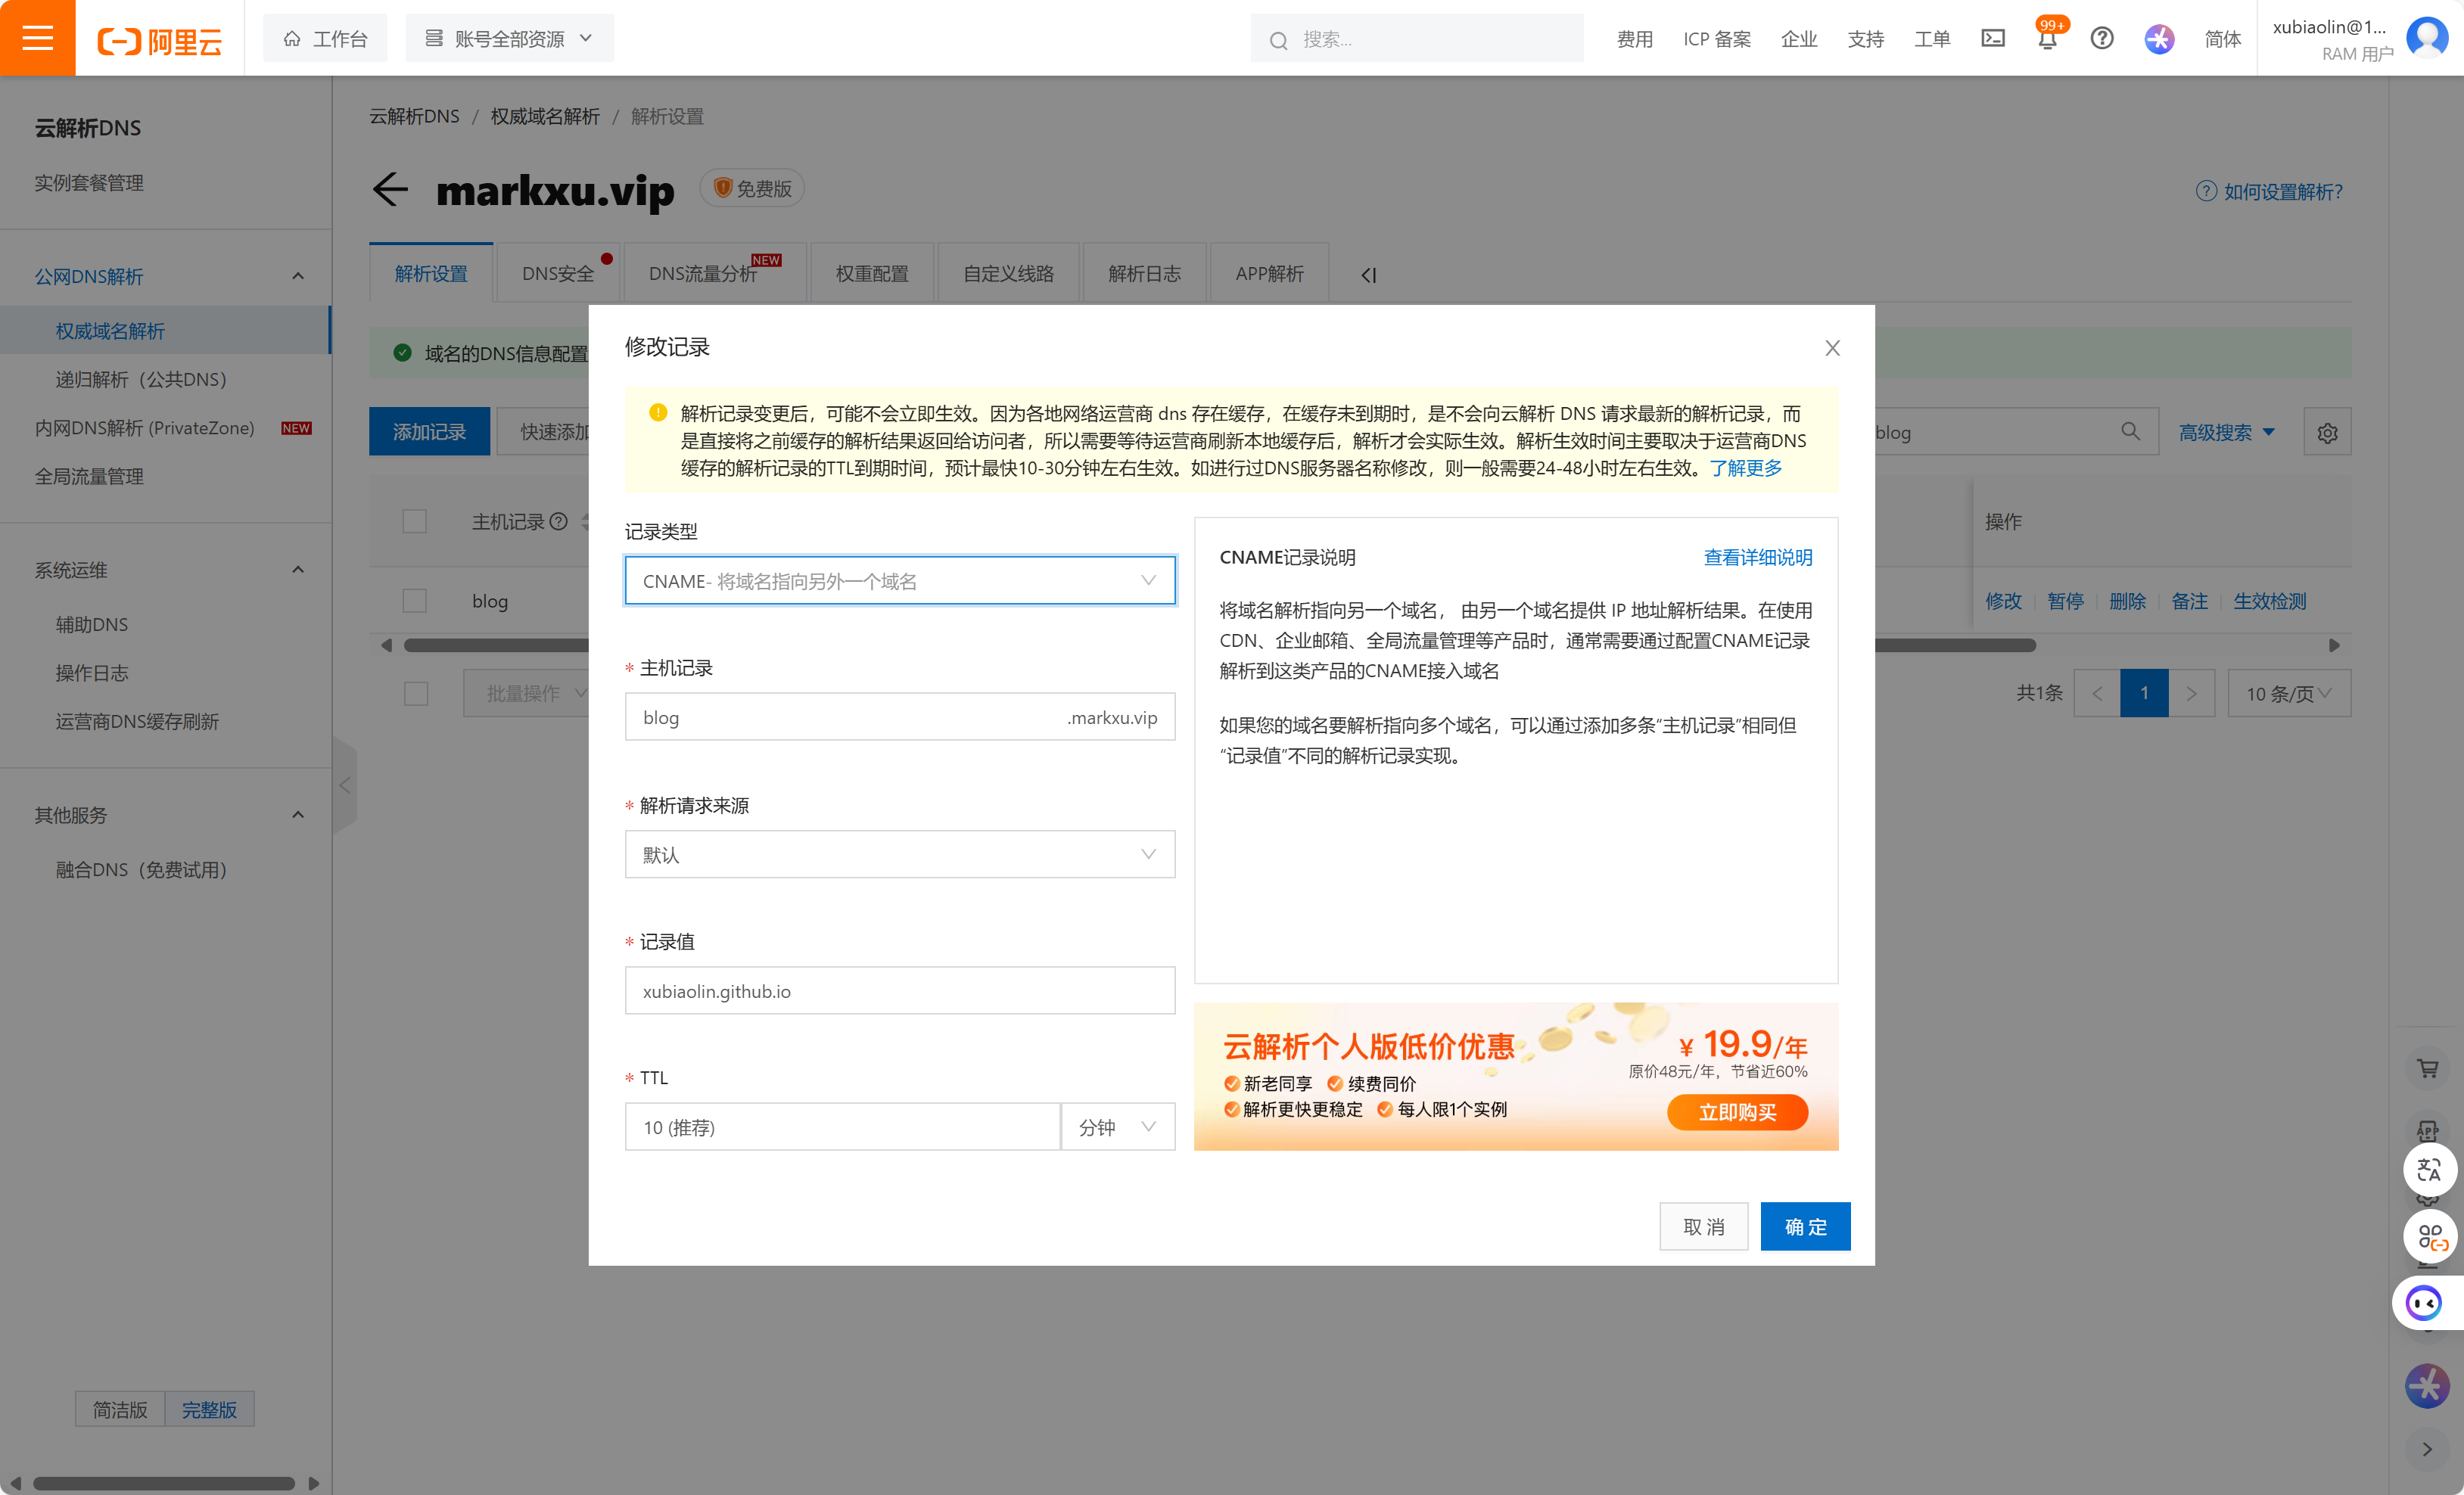 阿里云
工作台
账号全部资源
搜索...
费用
ICP 备案
企业
支持
工单
99+
简体
xubiaolin@1...
RAM 用户
云解析DNS
实例套餐管理
公网DNS解析
权威域名解析
递归解析（公共DNS）
内网DNS解析 (PrivateZone) NEW
全局流量管理
系统运维
辅助DNS
操作日志
运营商DNS缓存刷新
其他服务
融合DNS（免费试用）
简洁版
完整版
云解析DNS / 权威域名解析 / 解析设置
markxu.vip
免费版
如何设置解析?
解析设置
DNS安全
DNS流量分析 NEW
权重配置
自定义线路
解析日志
APP解析
域名的DNS信息配置
添加记录
快速添加
blog
高级搜索
主机记录
操作
blog
修改
暂停
删除
备注
生效检测
批量操作
共1条
1
10 条/页
修改记录
解析记录变更后，可能不会立即生效。因为各地网络运营商 dns 存在缓存，在缓存未到期时，是不会向云解析 DNS 请求最新的解析记录，而
是直接将之前缓存的解析结果返回给访问者，所以需要等待运营商刷新本地缓存后，解析才会实际生效。解析生效时间主要取决于运营商DNS
缓存的解析记录的TTL到期时间，预计最快10-30分钟左右生效。如进行过DNS服务器名称修改，则一般需要24-48小时左右生效。了解更多
记录类型
CNAME- 将域名指向另外一个域名
* 主机记录
blog
.markxu.vip
* 解析请求来源
默认
* 记录值
xubiaolin.github.io
* TTL
10 (推荐)
分钟
CNAME记录说明
查看详细说明
将域名解析指向另一个域名， 由另一个域名提供 IP 地址解析结果。在使用
CDN、企业邮箱、全局流量管理等产品时，通常需要通过配置CNAME记录
解析到这类产品的CNAME接入域名
如果您的域名要解析指向多个域名，可以通过添加多条“主机记录”相同但
“记录值”不同的解析记录实现。
云解析个人版低价优惠
¥ 19.9/年
原价48元/年，节省近60%
新老同享 续费同价
解析更快更稳定 每人限1个实例
立即购买
取 消
确 定
APP